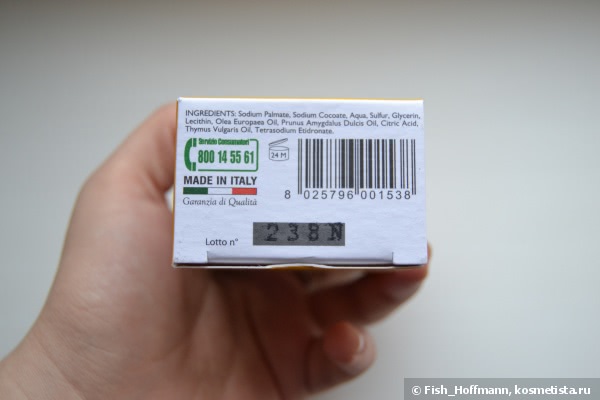 INGREDIENTS: Sodium Palmate, Sodium Cocoate, Aqua, Sulfur, Glycerin,
Lecithin, Olea Europaea Oil, Prunus Amygdalus Dulcis Oil, Citric Acid,
Thymus Vulgaris Oil, Tetrasodium Etidronate.
Servizio Consumatori
800 14 55 61
24 M
MADE IN ITALY
Garanzia di Qualità
8 025796 001538
Lotto n° 238N
© Fish_Hoffmann, kosmetista.ru